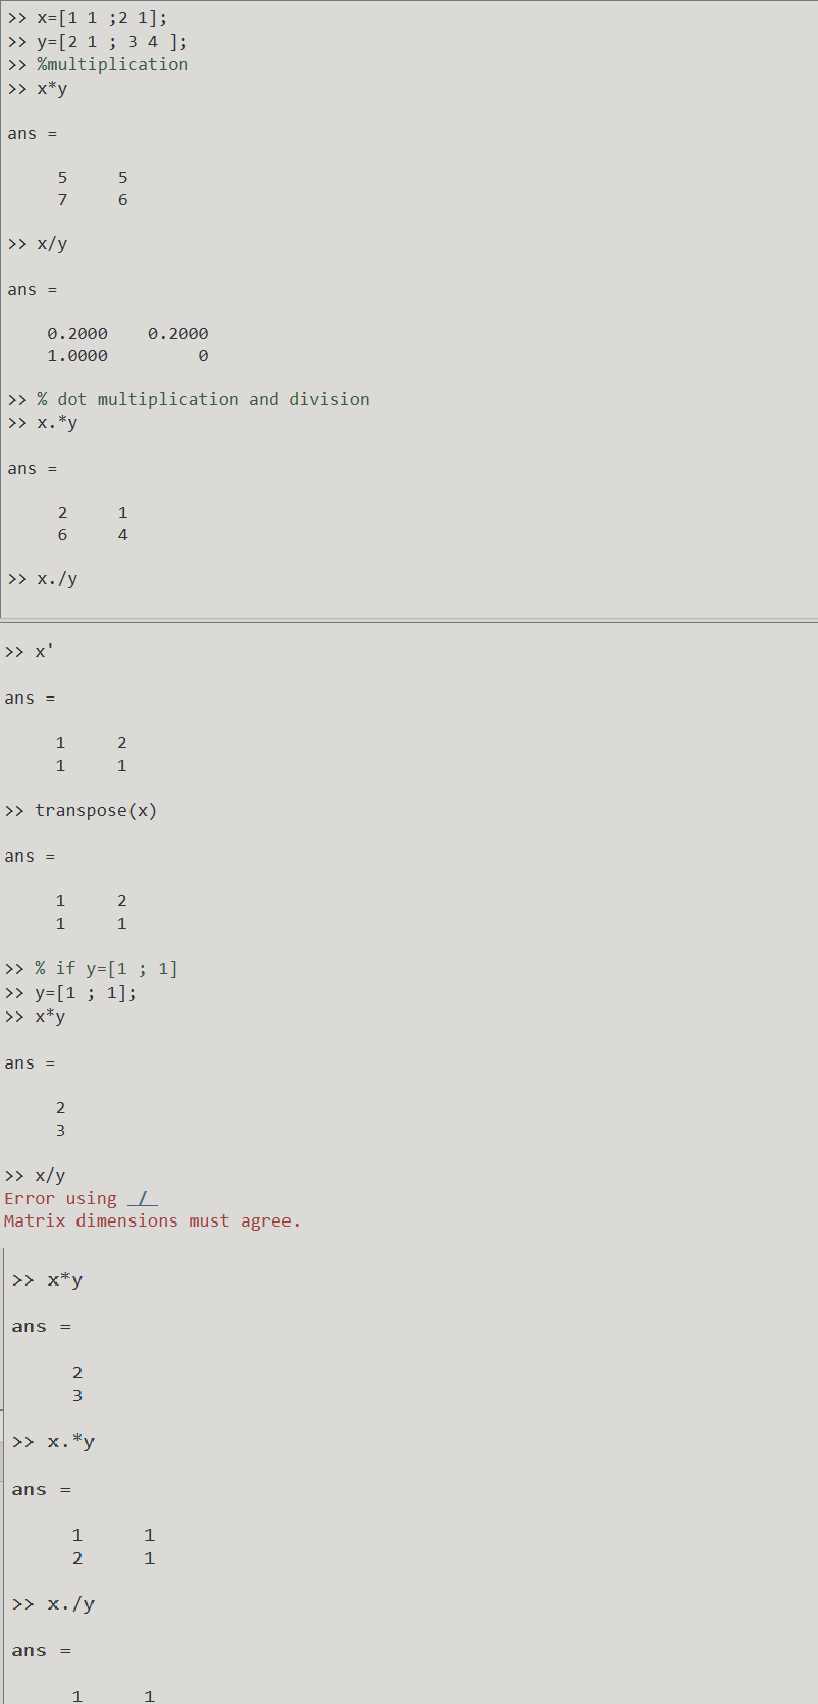 >> x=[1 1 ;2 1];
>> y=[2 1 ; 3 4 ];
>> %multiplication
>> x*y
ans =
5 5
7 6
>> x/y
ans =
0.2000 0.2000
1.0000 0
>> % dot multiplication and division
>> x.*y
ans =
2 1
6 4
>> x./y
>> x'
ans =
1 2
1 1
>> transpose(x)
ans =
1 2
1 1
>> % if y=[1 ; 1]
>> y=[1 ; 1];
>> x*y
ans =
2
3
>> x/y
Error using /
Matrix dimensions must agree.
>> x*y
ans =
2
3
>> x.*y
ans =
1 1
2 1
>> x./y
ans =
1 1